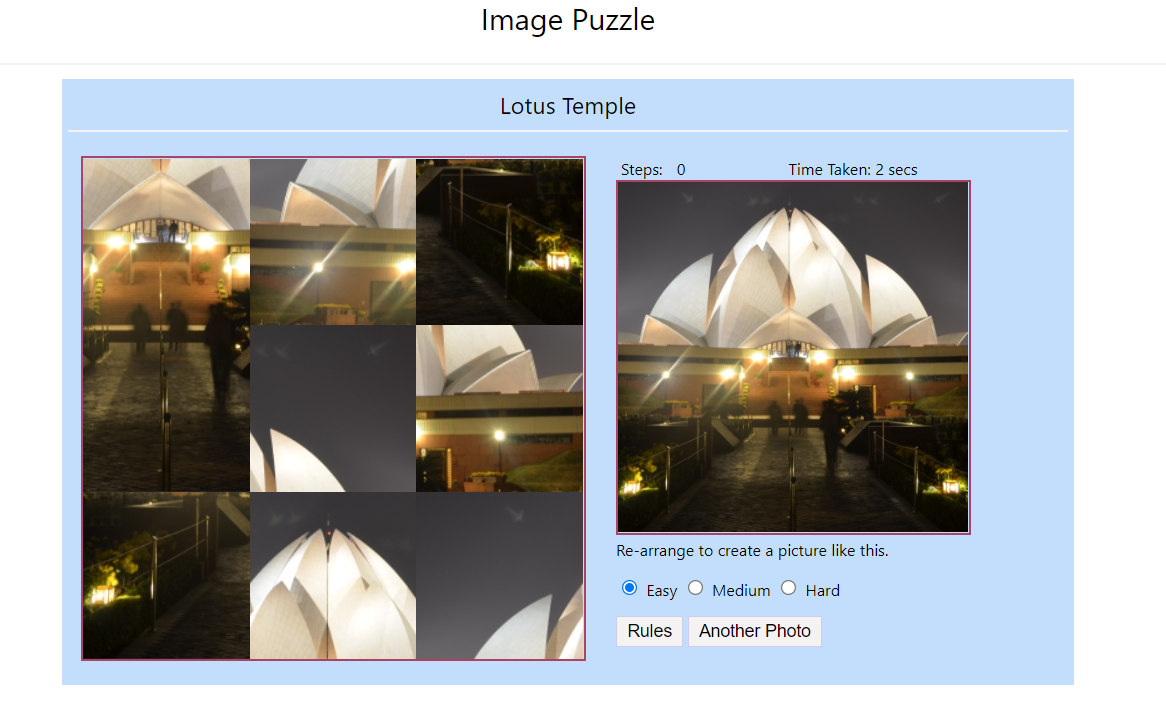 Image Puzzle
Lotus Temple
Steps: 0 Time Taken: 2 secs
Re-arrange to create a picture like this.
Easy Medium Hard
Rules Another Photo